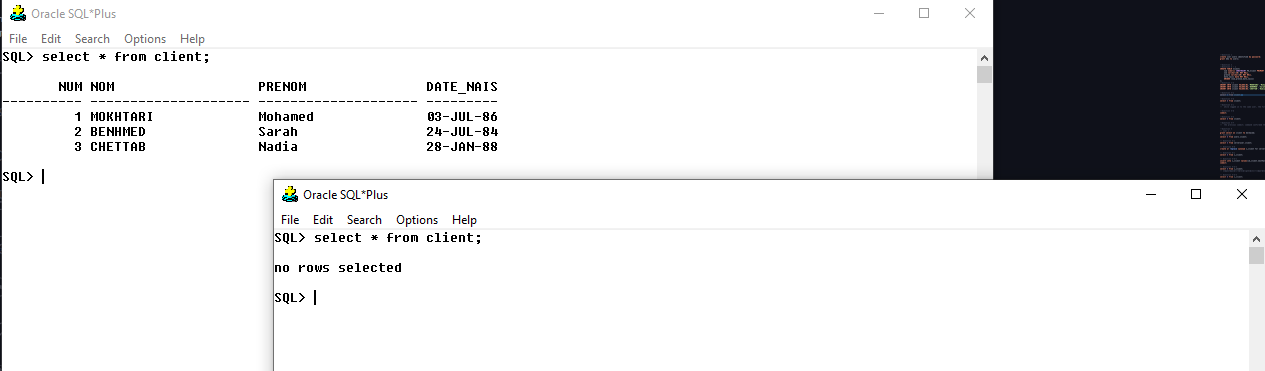 Oracle SQL*Plus
File Edit Search Options Help
SQL> select * from client;
NUM NOM PRENOM DATE_NAIS
---------- -------------------- -------------------- ---------
1 MOKHTARI Mohamed 03-JUL-86
2 BENHMED Sarah 24-JUL-84
3 CHETTAB Nadia 28-JAN-88
SQL>
Oracle SQL*Plus
File Edit Search Options Help
SQL> select * from client;
no rows selected
SQL>